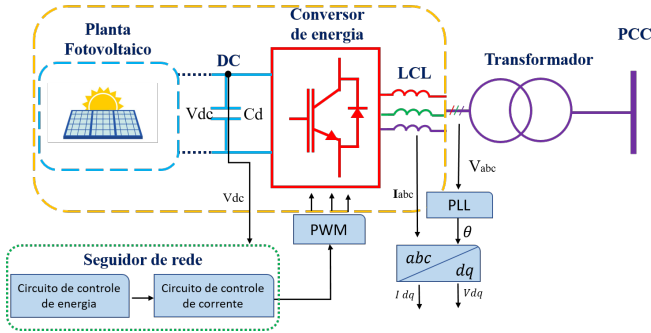 Planta
Fotovoltaico
DC
Conversor
de energia
LCL
Transformador
PCC
Vdc
Cd
Vdc
Iabc
Vabc
PLL
θ
abc
dq
I dq
Vdq
PWM
Seguidor de rede
Circuito de controle
de energia
Circuito de controle
de corrente